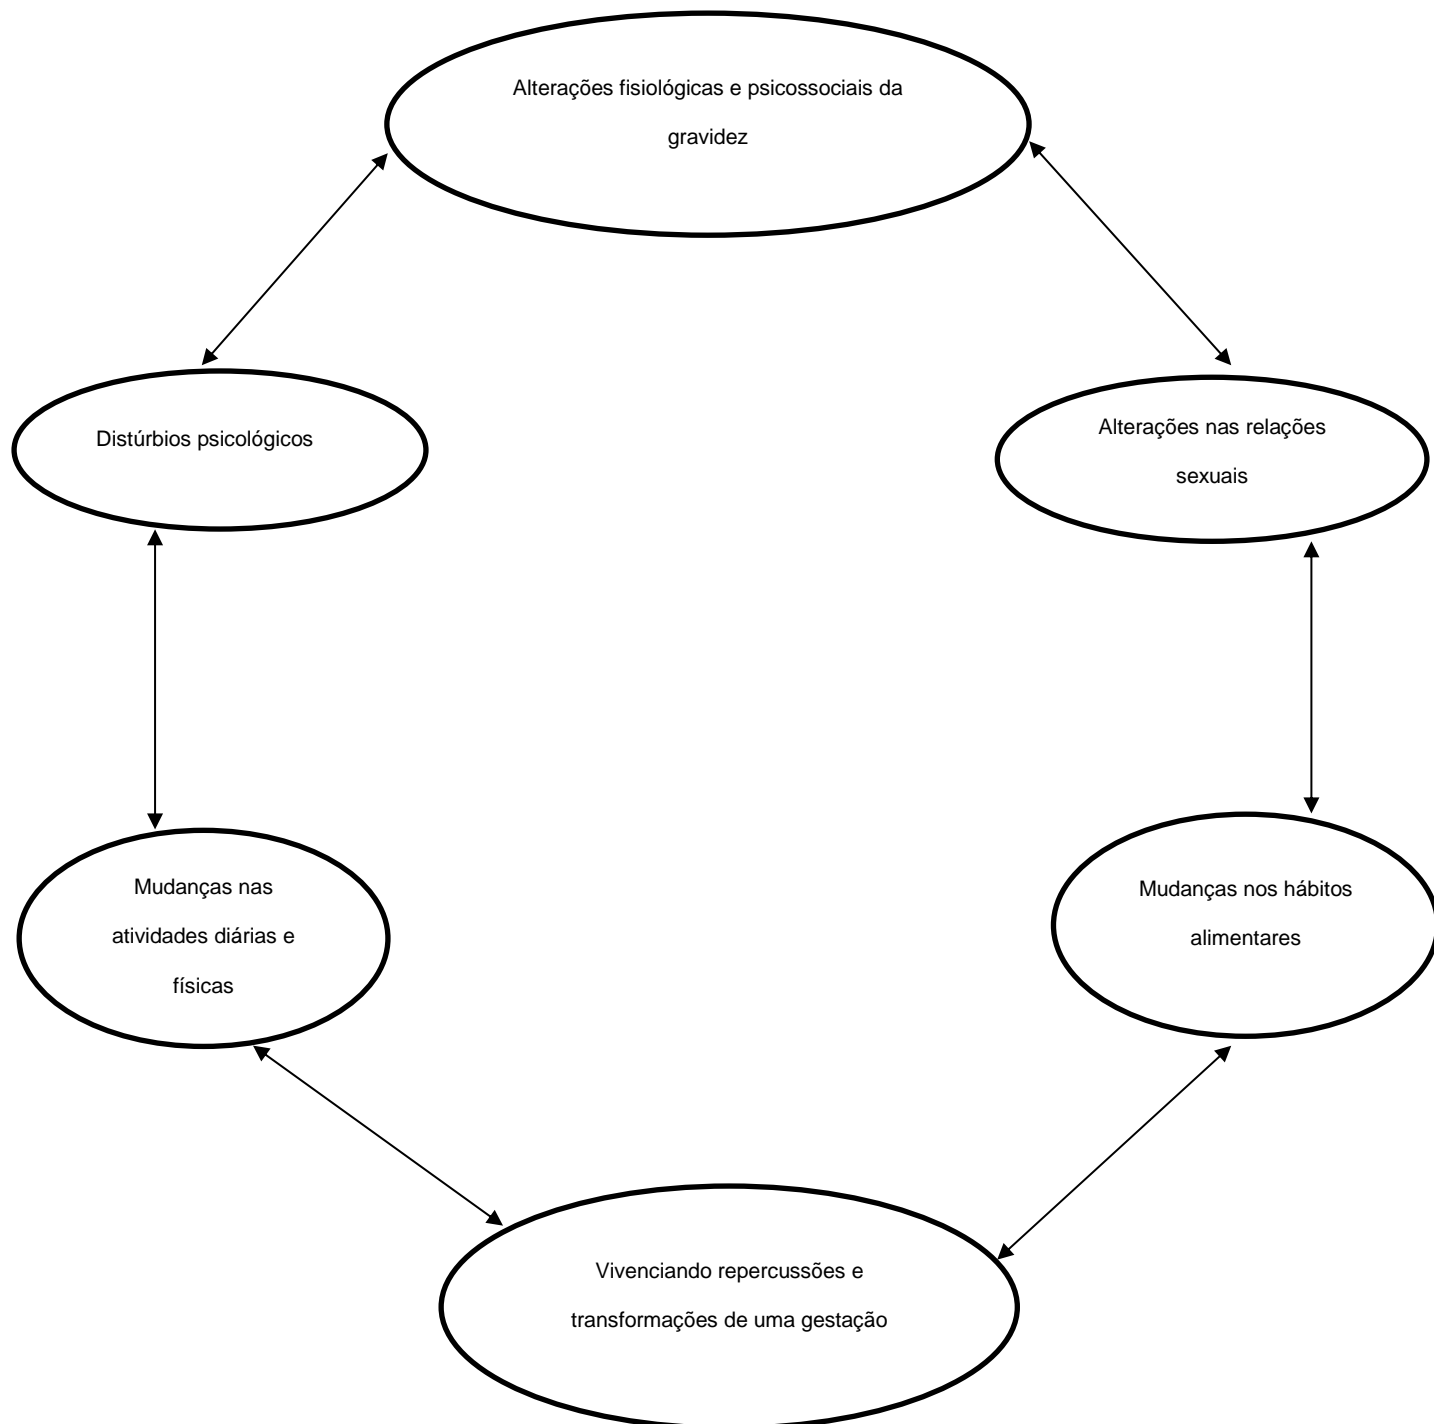 Alterações fisiológicas e psicossociais da
gravidez
Distúrbios psicológicos
Alterações nas relações
sexuais
Mudanças nas
atividades diárias e
físicas
Mudanças nos hábitos
alimentares
Vivenciando repercussões e
transformações de uma gestação